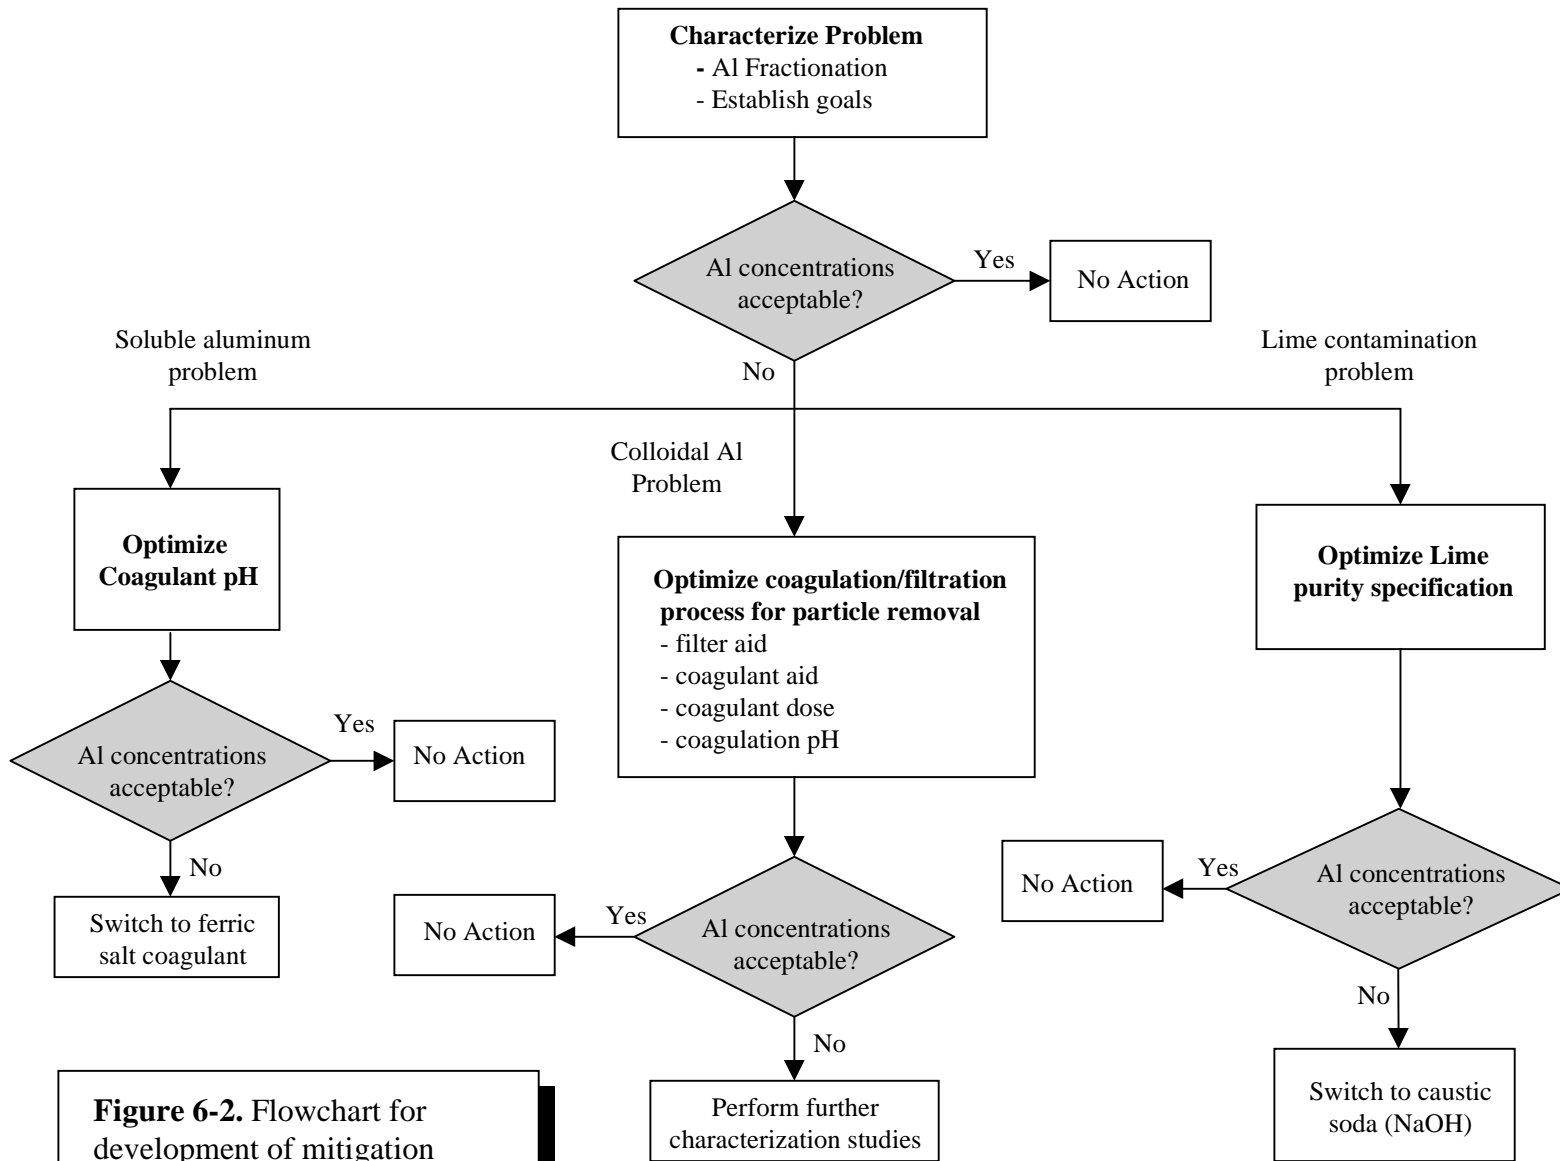 Characterize Problem
- Al Fractionation
- Establish goals
Al concentrations
acceptable?
Yes
No Action
No
Soluble aluminum
problem
Colloidal Al
Problem
Lime contamination
problem
Optimize
Coagulant pH
Al concentrations
acceptable?
Yes
No Action
No
Switch to ferric
salt coagulant
Optimize coagulation/filtration
process for particle removal
- filter aid
- coagulant aid
- coagulant dose
- coagulation pH
Al concentrations
acceptable?
Yes
No Action
No
Perform further
characterization studies
Optimize Lime
purity specification
Al concentrations
acceptable?
Yes
No Action
No
Switch to caustic
soda (NaOH)
Figure 6-2. Flowchart for
development of mitigation